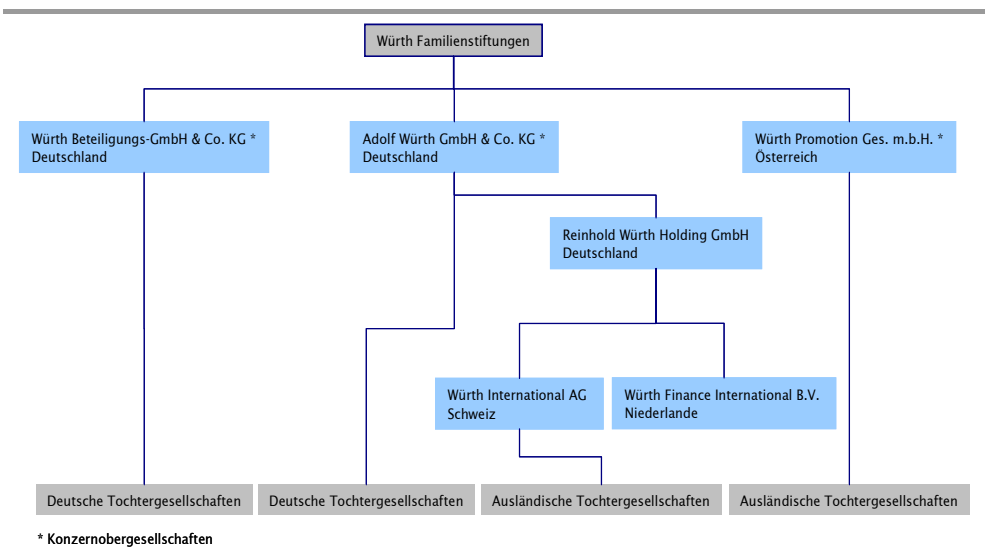 Würth Familienstiftungen
Würth Beteiligungs-GmbH & Co. KG *
Deutschland
Adolf Würth GmbH & Co. KG *
Deutschland
Würth Promotion Ges. m.b.H. *
Österreich
Reinhold Würth Holding GmbH
Deutschland
Würth International AG
Schweiz
Würth Finance International B.V.
Niederlande
Deutsche Tochtergesellschaften
Deutsche Tochtergesellschaften
Ausländische Tochtergesellschaften
Ausländische Tochtergesellschaften
* Konzernobergesellschaften